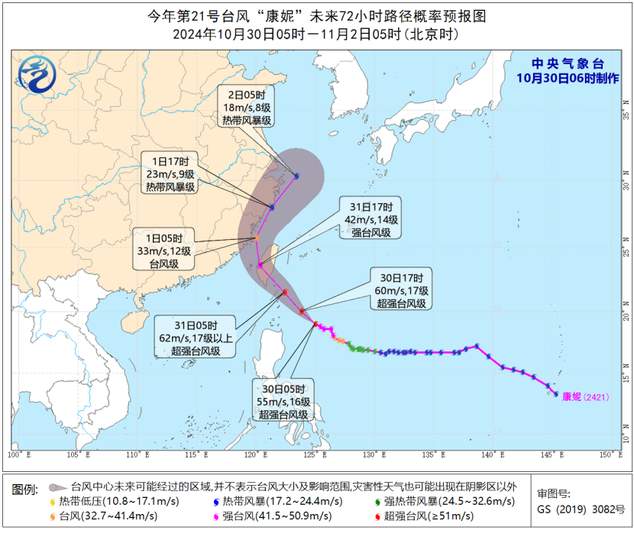 今年第21号台风“康妮”未来72小时路径概率预报图
2024年10月30日05时－11月2日05时(北京时)
中央气象台
10月30日06时制作
2日05时
18m/s,8级
热带风暴级
1日17时
23m/s,9级
热带风暴级
31日17时
42m/s,14级
强台风级
1日05时
33m/s,12级
台风级
30日17时
60m/s,17级
超强台风级
31日05时
62m/s,17级以上
超强台风级
30日05时
55m/s,16级
超强台风级
康妮(2421)
35°N
30°N
25°N
20°N
15°N
10°N
100°E
105°E
110°E
115°E
120°E
125°E
130°E
135°E
140°E
145°E
150°E
图例:
台风中心未来可能经过的区域,并不表示台风大小及影响范围,灾害性天气也可能出现在阴影区以外
热带低压(10.8~17.1m/s)
热带风暴(17.2~24.4m/s)
强热带风暴(24.5~32.6m/s)
台风(32.7~41.4m/s)
强台风(41.5~50.9m/s)
超强台风(≥51m/s)
审图号:
GS (2019) 3082号